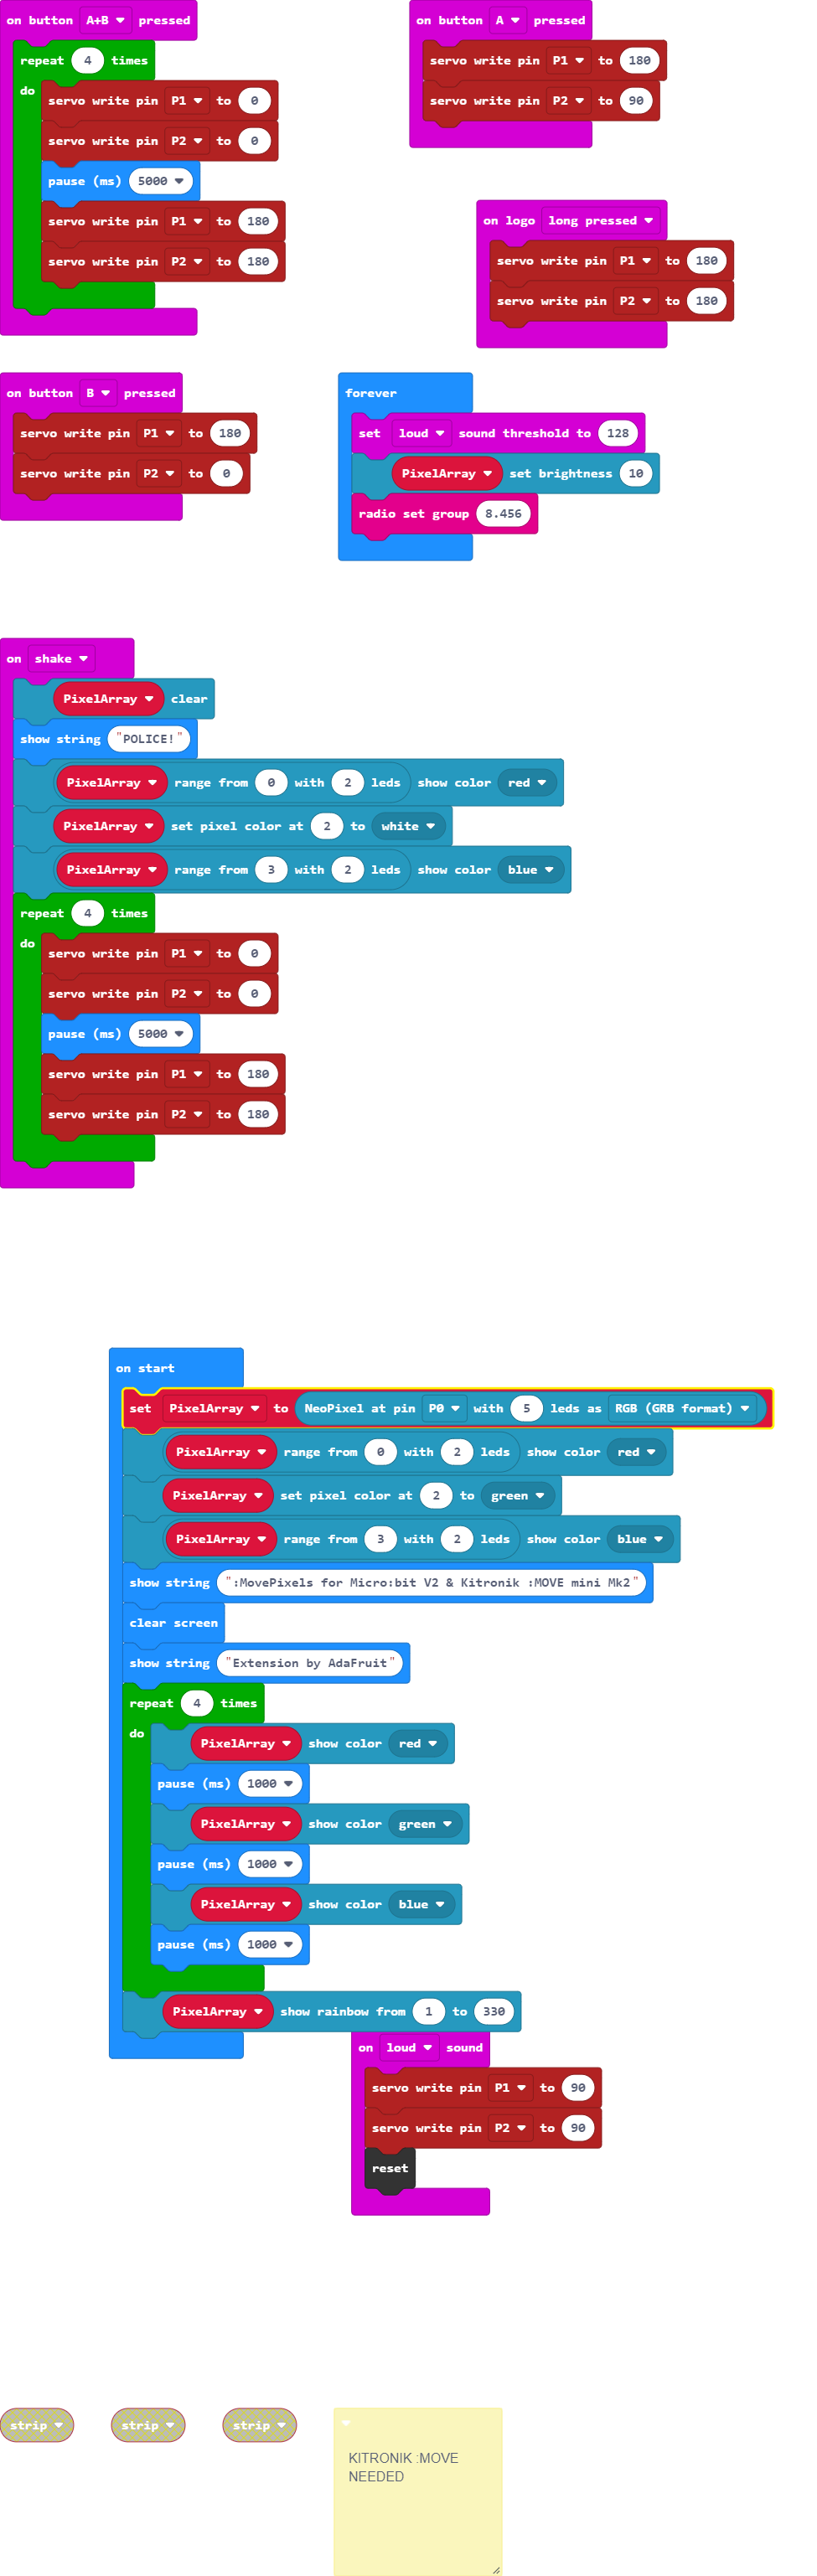 on button A+B pressed
repeat 4 times
do
servo write pin P1 to 0
servo write pin P2 to 0
pause (ms) 5000
servo write pin P1 to 180
servo write pin P2 to 180
on button A pressed
servo write pin P1 to 180
servo write pin P2 to 90
on logo long pressed
servo write pin P1 to 180
servo write pin P2 to 180
on button B pressed
servo write pin P1 to 180
servo write pin P2 to 0
forever
set loud sound threshold to 128
PixelArray set brightness 10
radio set group 8.456
on shake
PixelArray clear
show string "POLICE!"
PixelArray range from 0 with 2 leds show color red
PixelArray set pixel color at 2 to white
PixelArray range from 3 with 2 leds show color blue
repeat 4 times
do
servo write pin P1 to 0
servo write pin P2 to 0
pause (ms) 5000
servo write pin P1 to 180
servo write pin P2 to 180
on start
set PixelArray to NeoPixel at pin P0 with 5 leds as RGB (GRB format)
PixelArray range from 0 with 2 leds show color red
PixelArray set pixel color at 2 to green
PixelArray range from 3 with 2 leds show color blue
show string ":MovePixels for Micro:bit V2 & Kitronik :MOVE mini Mk2"
clear screen
show string "Extension by AdaFruit"
repeat 4 times
do
PixelArray show color red
pause (ms) 1000
PixelArray show color green
pause (ms) 1000
PixelArray show color blue
pause (ms) 1000
PixelArray show rainbow from 1 to 330
on loud sound
servo write pin P1 to 90
servo write pin P2 to 90
reset
strip strip strip
KITRONIK :MOVE
NEEDED